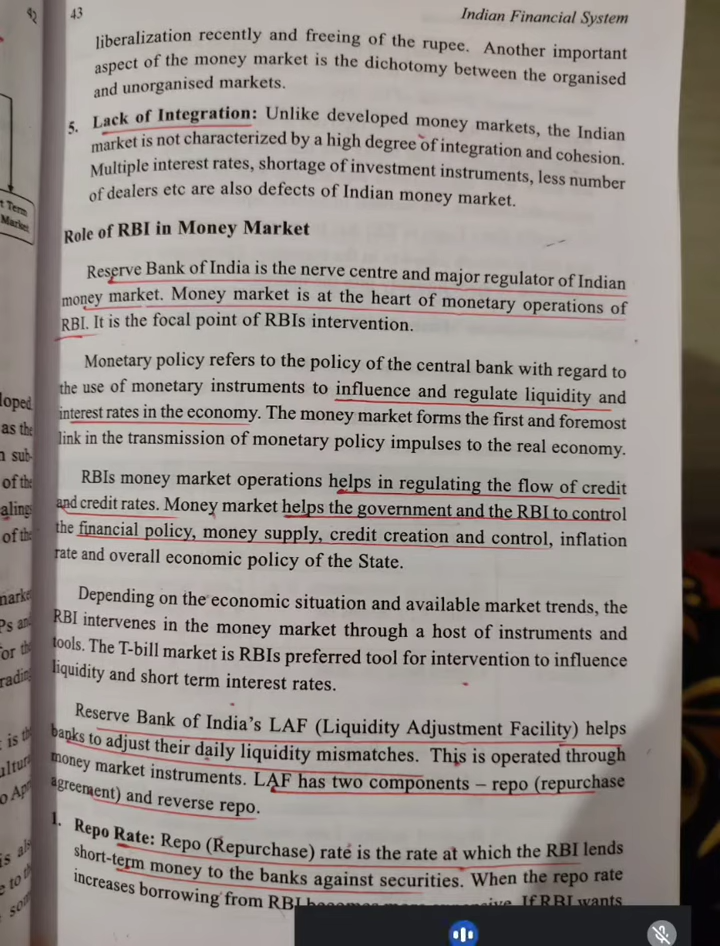 42
43
Indian Financial System
liberalization recently and freeing of the rupee. Another important
aspect of the money market is the dichotomy between the organised
and unorganised markets.
5. Lack of Integration: Unlike developed money markets, the Indian
market is not characterized by a high degree of integration and cohesion.
Multiple interest rates, shortage of investment instruments, less number
of dealers etc are also defects of Indian money market.
t Term
Market
Role of RBI in Money Market
Reserve Bank of India is the nerve centre and major regulator of Indian
money market. Money market is at the heart of monetary operations of
RBI. It is the focal point of RBIs intervention.
Monetary policy refers to the policy of the central bank with regard to
the use of monetary instruments to influence and regulate liquidity and
interest rates in the economy. The money market forms the first and foremost
link in the transmission of monetary policy impulses to the real economy.
RBIs money market operations helps in regulating the flow of credit
and credit rates. Money market helps the government and the RBI to control
the financial policy, money supply, credit creation and control, inflation
rate and overall economic policy of the State.
Depending on the economic situation and available market trends, the
RBI intervenes in the money market through a host of instruments and
tools. The T-bill market is RBIs preferred tool for intervention to influence
liquidity and short term interest rates.
Reserve Bank of India's LAF (Liquidity Adjustment Facility) helps
banks to adjust their daily liquidity mismatches. This is operated through
money market instruments. LAF has two components – repo (repurchase
agreement) and reverse repo.
1. Repo Rate: Repo (Repurchase) rate is the rate at which the RBI lends
short-term money to the banks against securities. When the repo rate
increases borrowing from RBI If RBI wants